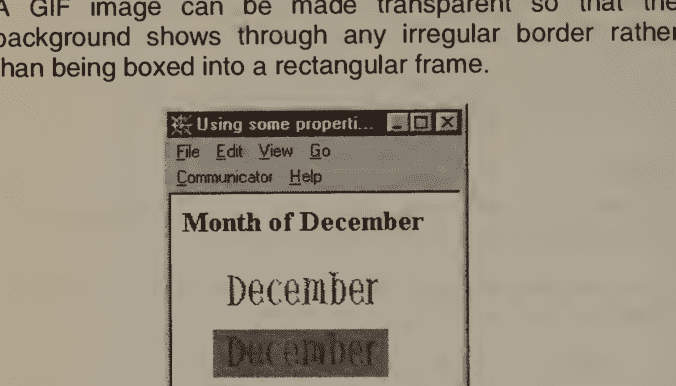 A GIF image can be made transparent so that the
background shows through any irregular border rather
than being boxed into a rectangular frame.
Using some properti...
File Edit View Go
Communicator Help
Month of December
December
December